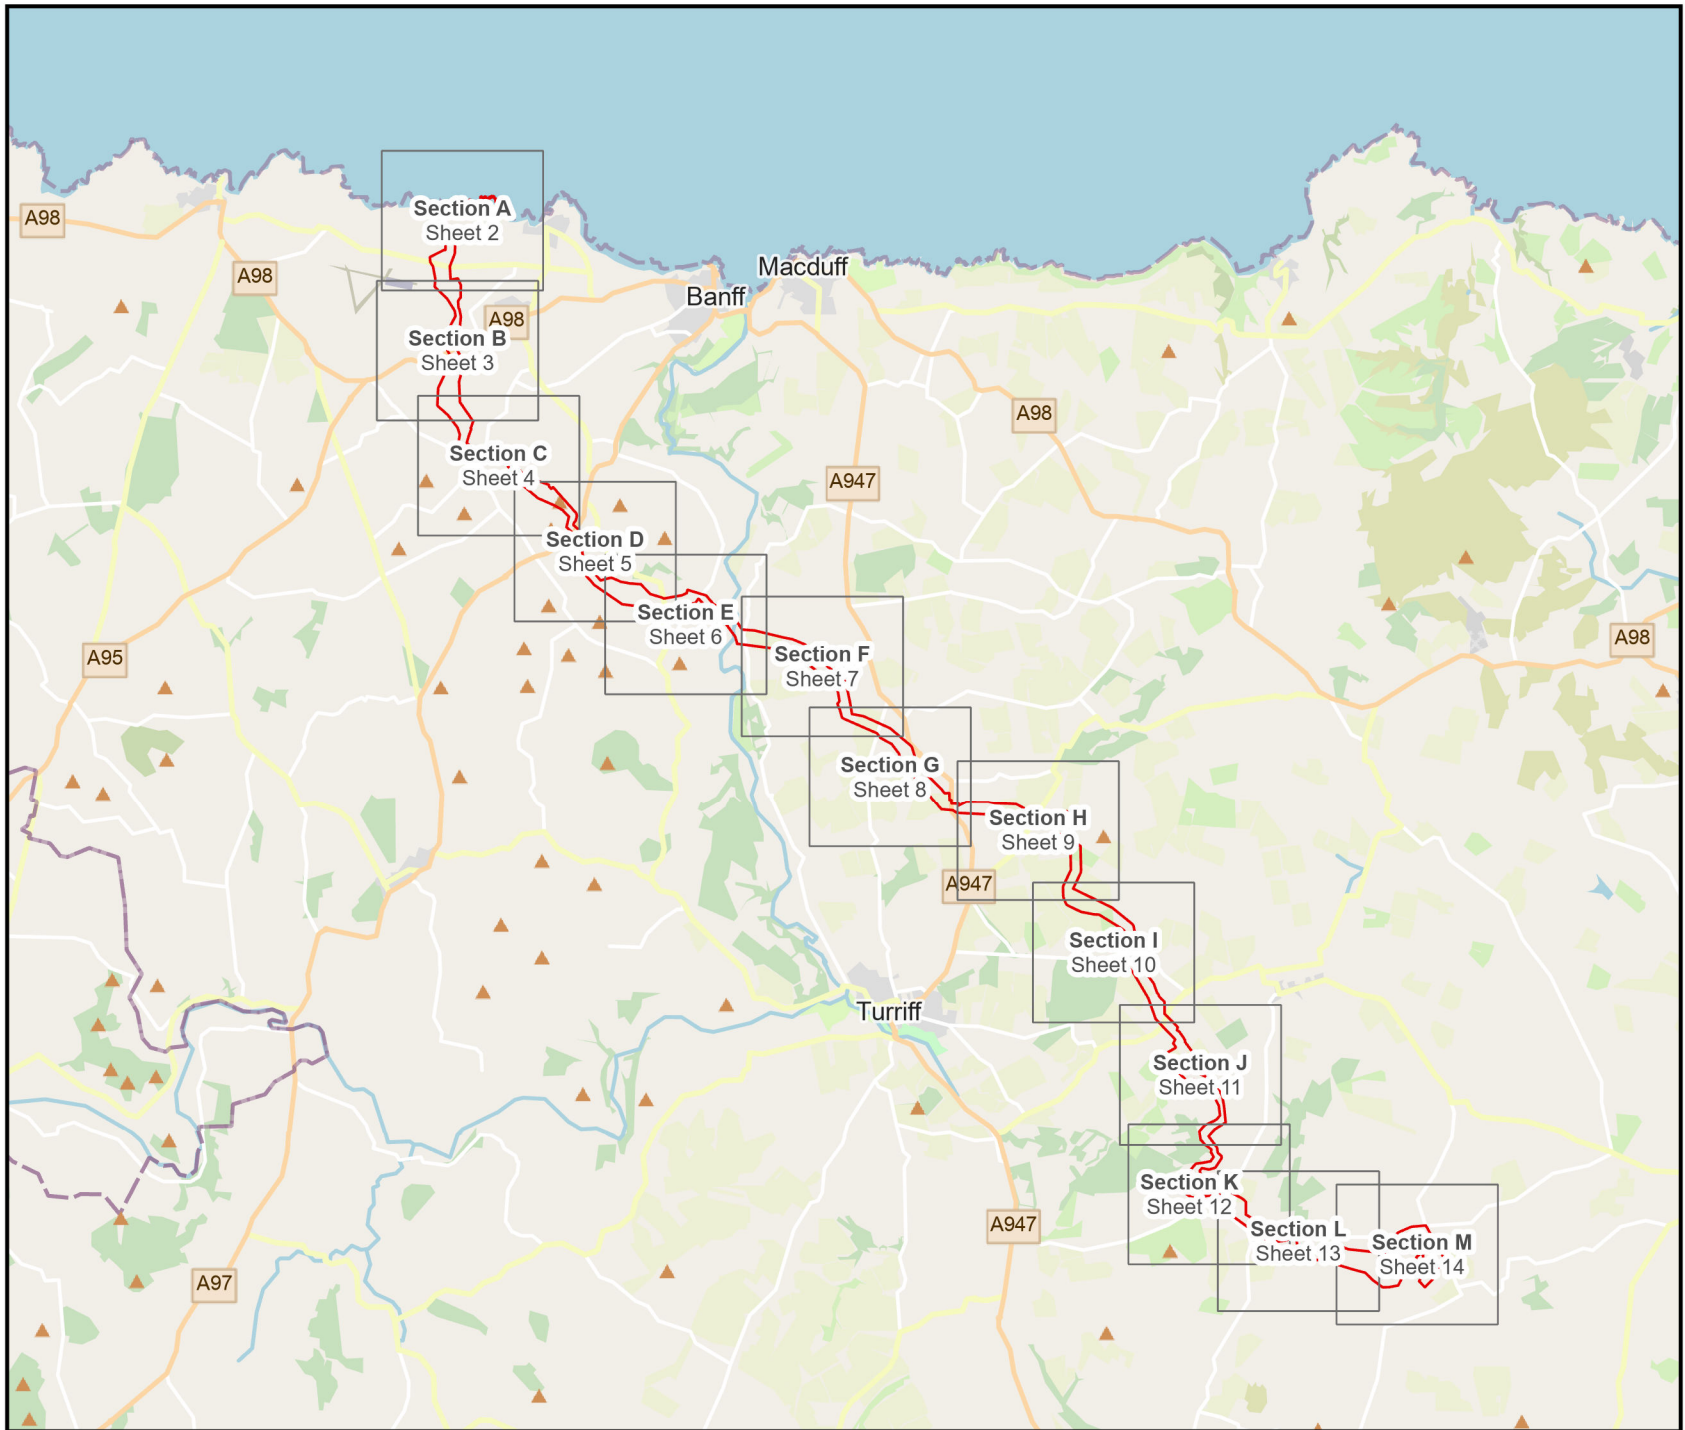 A98
Section A
Sheet 2
A98
Macduff
Banff
A98
Section B
Sheet 3
A98
Section C
Sheet 4
A947
Section D
Sheet 5
Section E
Sheet 6
A98
A95
Section F
Sheet 7
Section G
Sheet 8
Section H
Sheet 9
A947
Section I
Sheet 10
Turriff
Section J
Sheet 11
Section K
Sheet 12
A947
Section L
Sheet 13
Section M
Sheet 14
A97